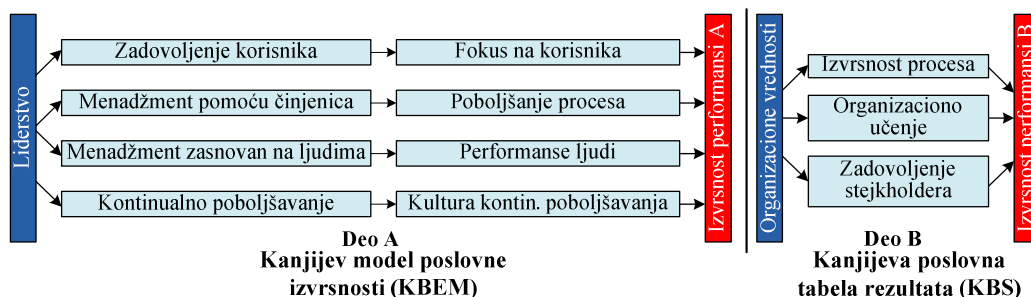 Liderstvo
Zadovoljenje korisnika
Fokus na korisnika
Menadžment pomoću činjenica
Poboljšanje procesa
Menadžment zasnovan na ljudima
Performanse ljudi
Kontinualno poboljšavanje
Kultura kontin. poboljšavanja
Izvrsnost performansi A
Deo A
Kanjijev model poslovne
izvrsnosti (KBEM)
Organizacione vrednosti
Izvrsnost procesa
Organizaciono
učenje
Zadovoljenje
stejkholdera
Izvrsnost performansi B
Deo B
Kanjijeva poslovna
tabela rezultata (KBS)